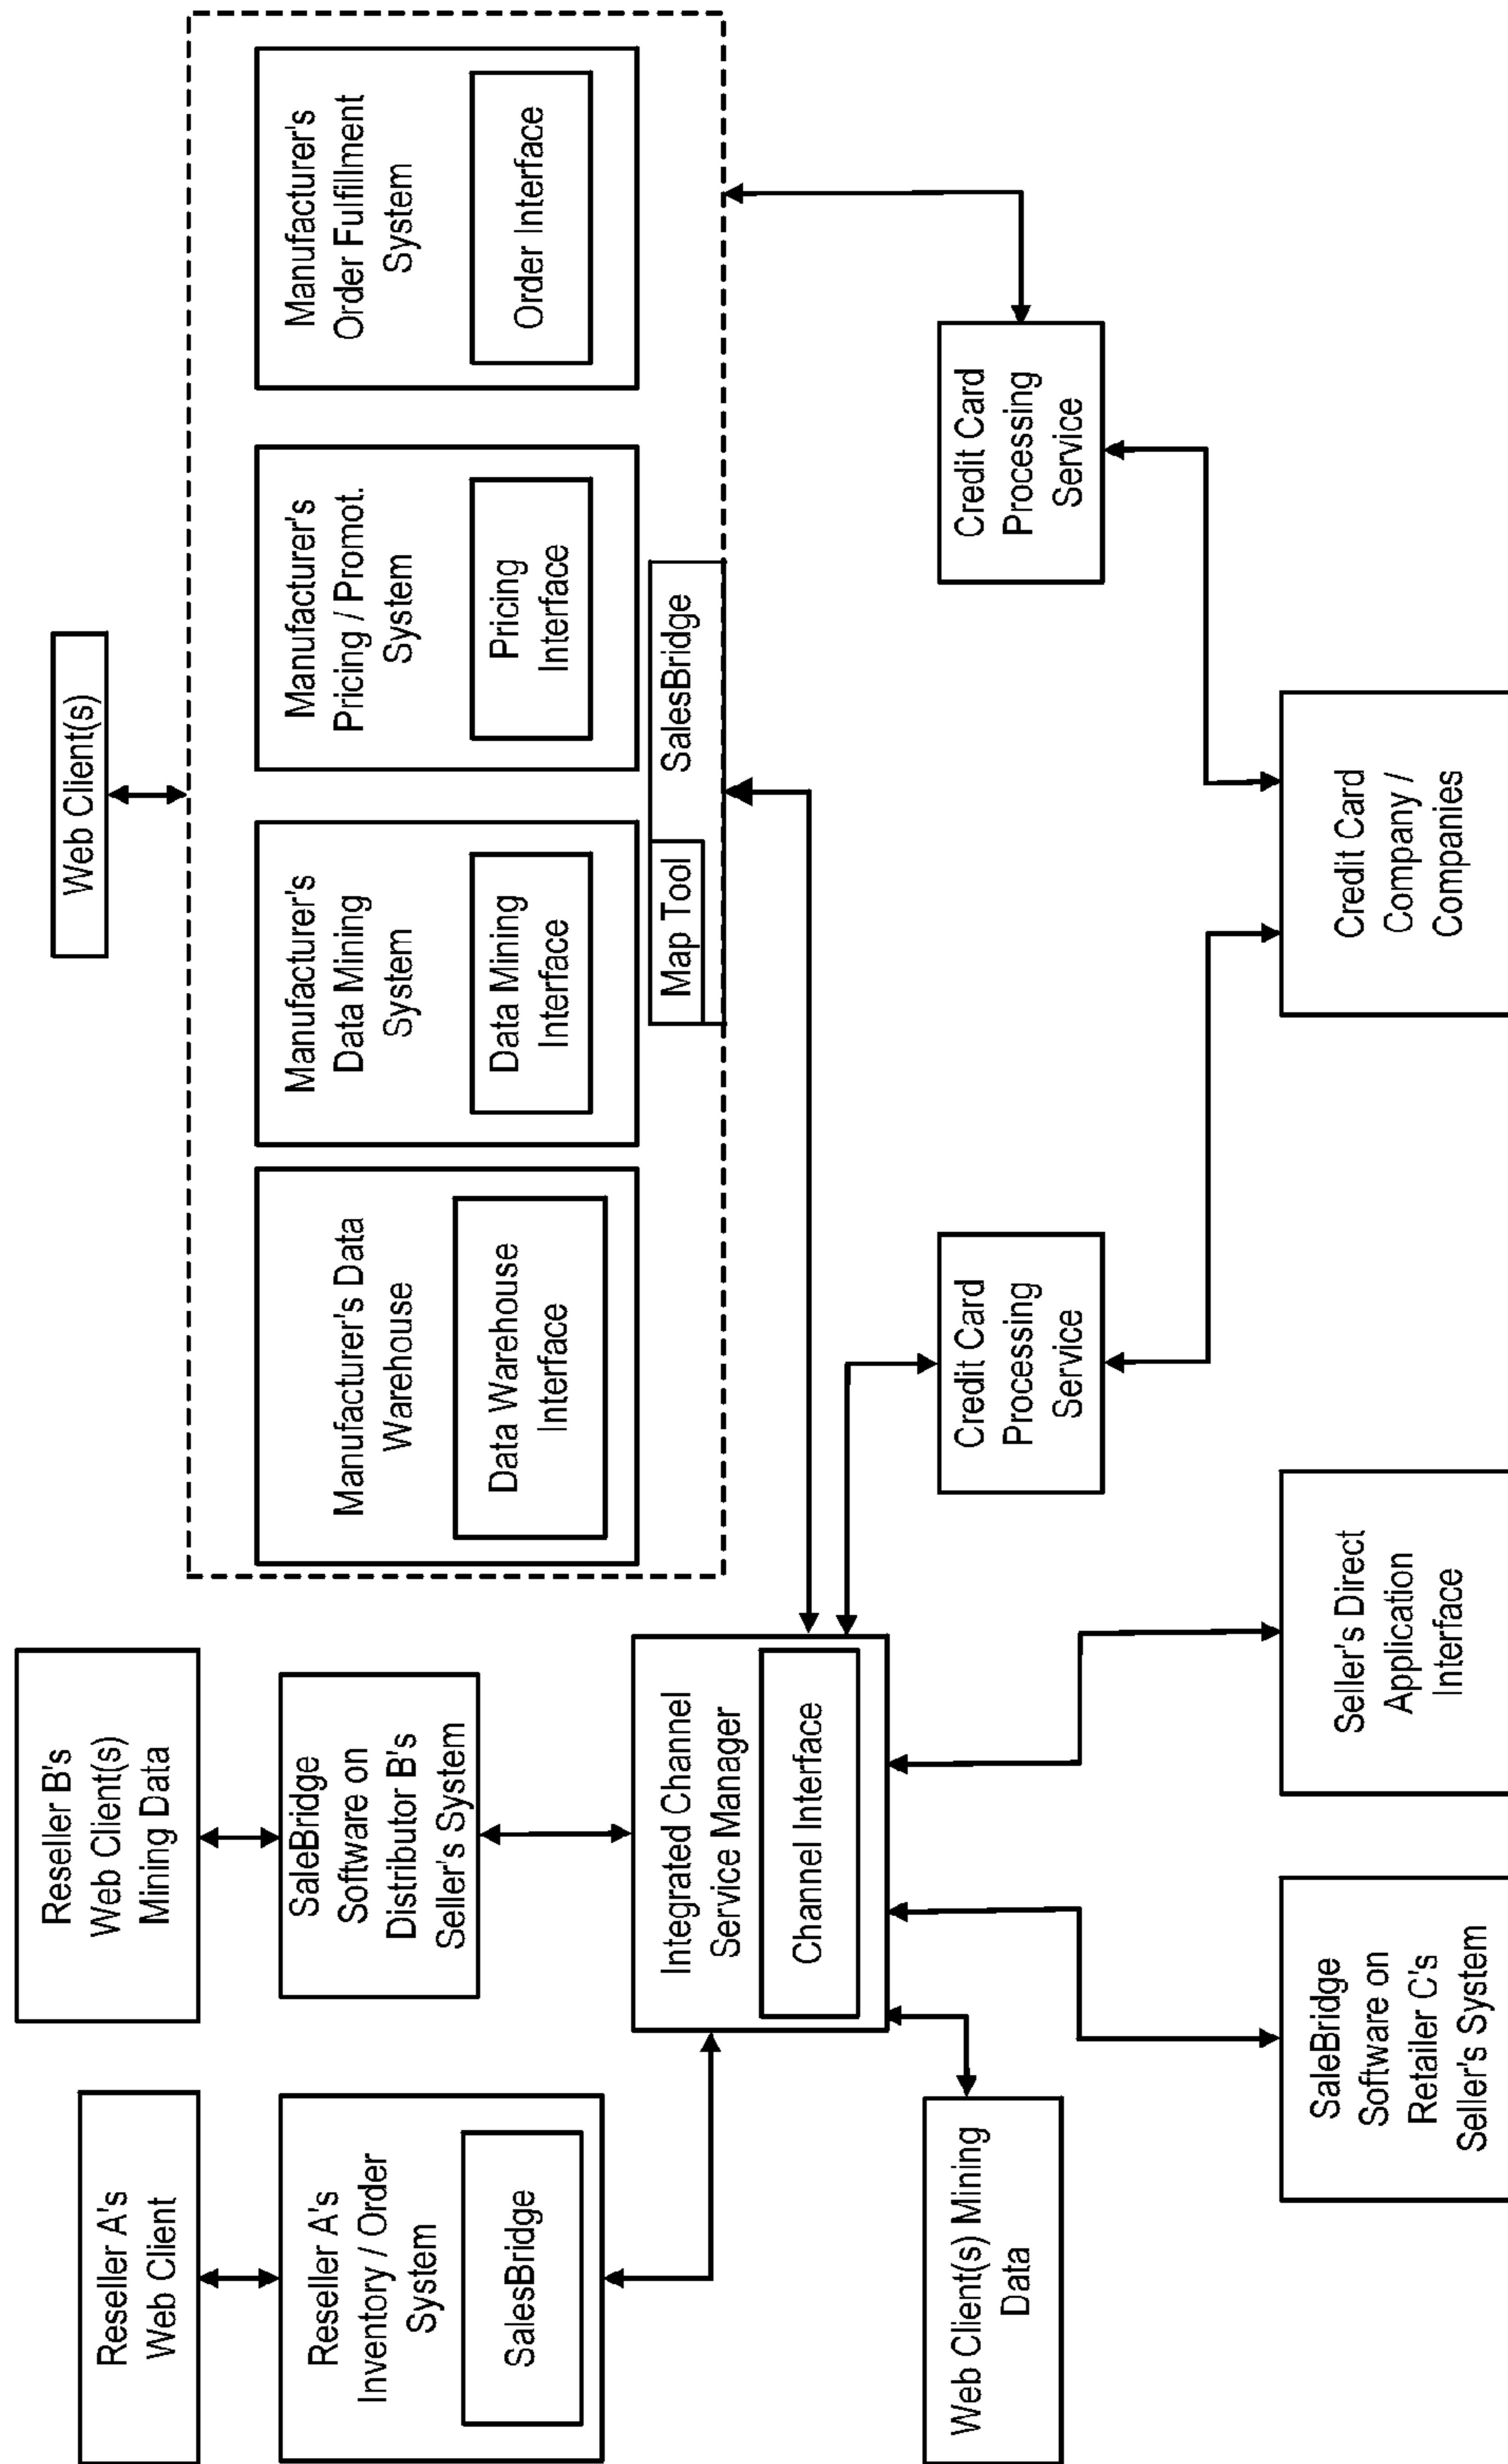 Reseller A's
Web Client
Reseller B's
Web Client(s)
Mining Data
Web Client(s)
Reseller A's
Inventory / Order
System
SalesBridge
SaleBridge
Software on
Distributor B's
Seller's System
Manufacturer's Data
Warehouse
Data Warehouse
Interface
Manufacturer's
Data Mining
System
Data Mining
Interface
Manufacturer's
Pricing / Promot.
System
Pricing
Interface
Manufacturer's
Order Fulfillment
System
Order Interface
Map Tool
SalesBridge
Integrated Channel
Service Manager
Channel Interface
Web Client(s) Mining
Data
Credit Card
Processing
Service
Credit Card
Processing
Service
SaleBridge
Software on
Retailer C's
Seller's System
Seller's Direct
Application
Interface
Credit Card
Company /
Companies